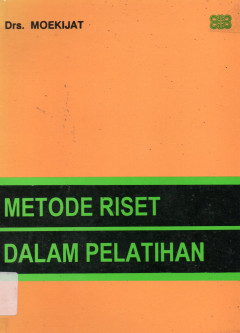 Drs. MOEKIJAT
METODE RISET
DALAM PELATIHAN